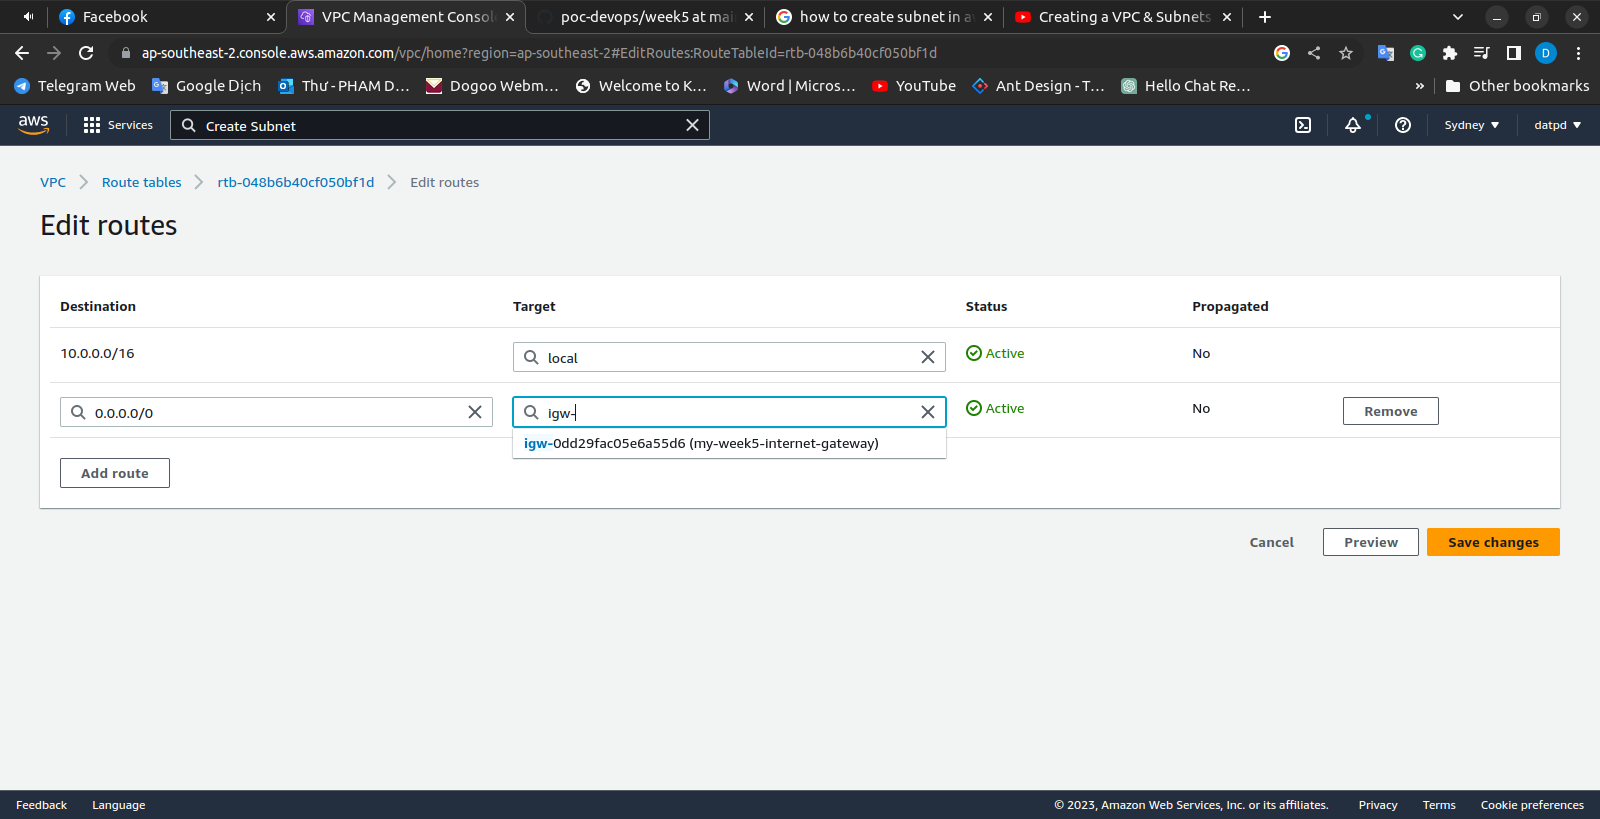 Facebook
VPC Management Consol
poc-devops/week5 at mai
how to create subnet in a
Creating a VPC & Subnets
ap-southeast-2.console.aws.amazon.com/vpc/home?region=ap-southeast-2#EditRoutes:RouteTableId=rtb-048b6b40cf050bf1d
D
Telegram Web
Google Dịch
Thư - PHAM D...
Dogoo Webm...
Welcome to K...
Word | Micros...
YouTube
Ant Design - T...
Hello Chat Re...
»
Other bookmarks
aws
Services
Create Subnet
Sydney
datpd
VPC
Route tables
rtb-048b6b40cf050bf1d
Edit routes
Edit routes
Destination Target Status Propagated
10.0.0.0/16 local Active No
0.0.0.0/0 igw- Active No Remove
igw-0dd29fac05e6a55d6 (my-week5-internet-gateway)
Add route
Cancel Preview Save changes
Feedback Language © 2023, Amazon Web Services, Inc. or its affiliates. Privacy Terms Cookie preferences